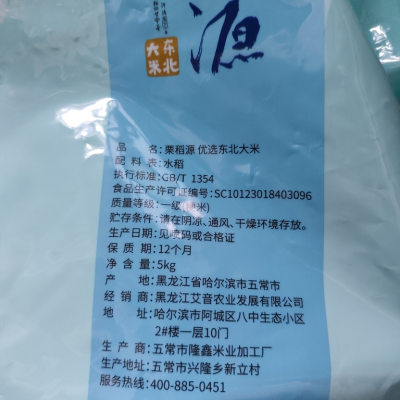 源
东北
大米
品 名:栗稻源 优选东北大米
配 料 表:水稻
执行标准:GB/T 1354
食品生产许可证编号:SC10123018403096
质量等级:一级(粳米)
贮存条件:请在阴凉、通风、干燥环境存放。
生产日期:见喷码或合格证
保 质 期:12个月
净 含 量:5kg
产 地:黑龙江省哈尔滨市五常市
经 销 商:黑龙江艾音农业发展有限公司
地 址:哈尔滨市阿城区八中生态小区
2#楼一层10门
生 产 商:五常市隆鑫米业加工厂
生产地址:五常市兴隆乡新立村
服务热线:400-885-0451